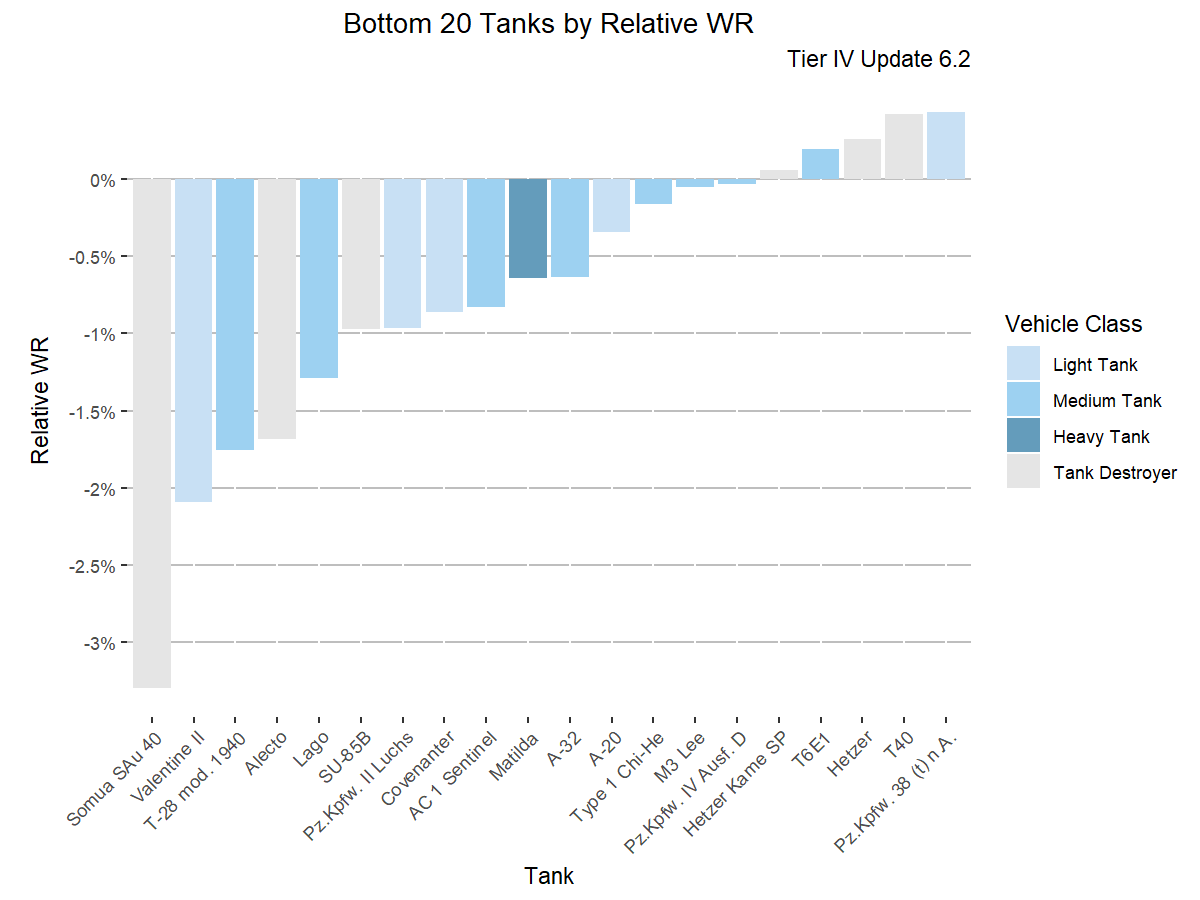 Bottom 20 Tanks by Relative WR
Tier IV Update 6.2
0%
-0.5%
-1%
-1.5%
-2%
-2.5%
-3%
Relative WR
Somua SAu 40
Valentine II
T-28 mod. 1940
Alecto
Lago
SU-85B
Pz.Kpfw. II Luchs
Covenanter
AC 1 Sentinel
Matilda
A-32
A-20
Type 1 Chi-He
M3 Lee
Pz.Kpfw. IV Ausf. D
Hetzer Kame SP
T6E1
Hetzer
T40
Pz.Kpfw. 38 (t) n.A.
Tank
Vehicle Class
Light Tank
Medium Tank
Heavy Tank
Tank Destroyer